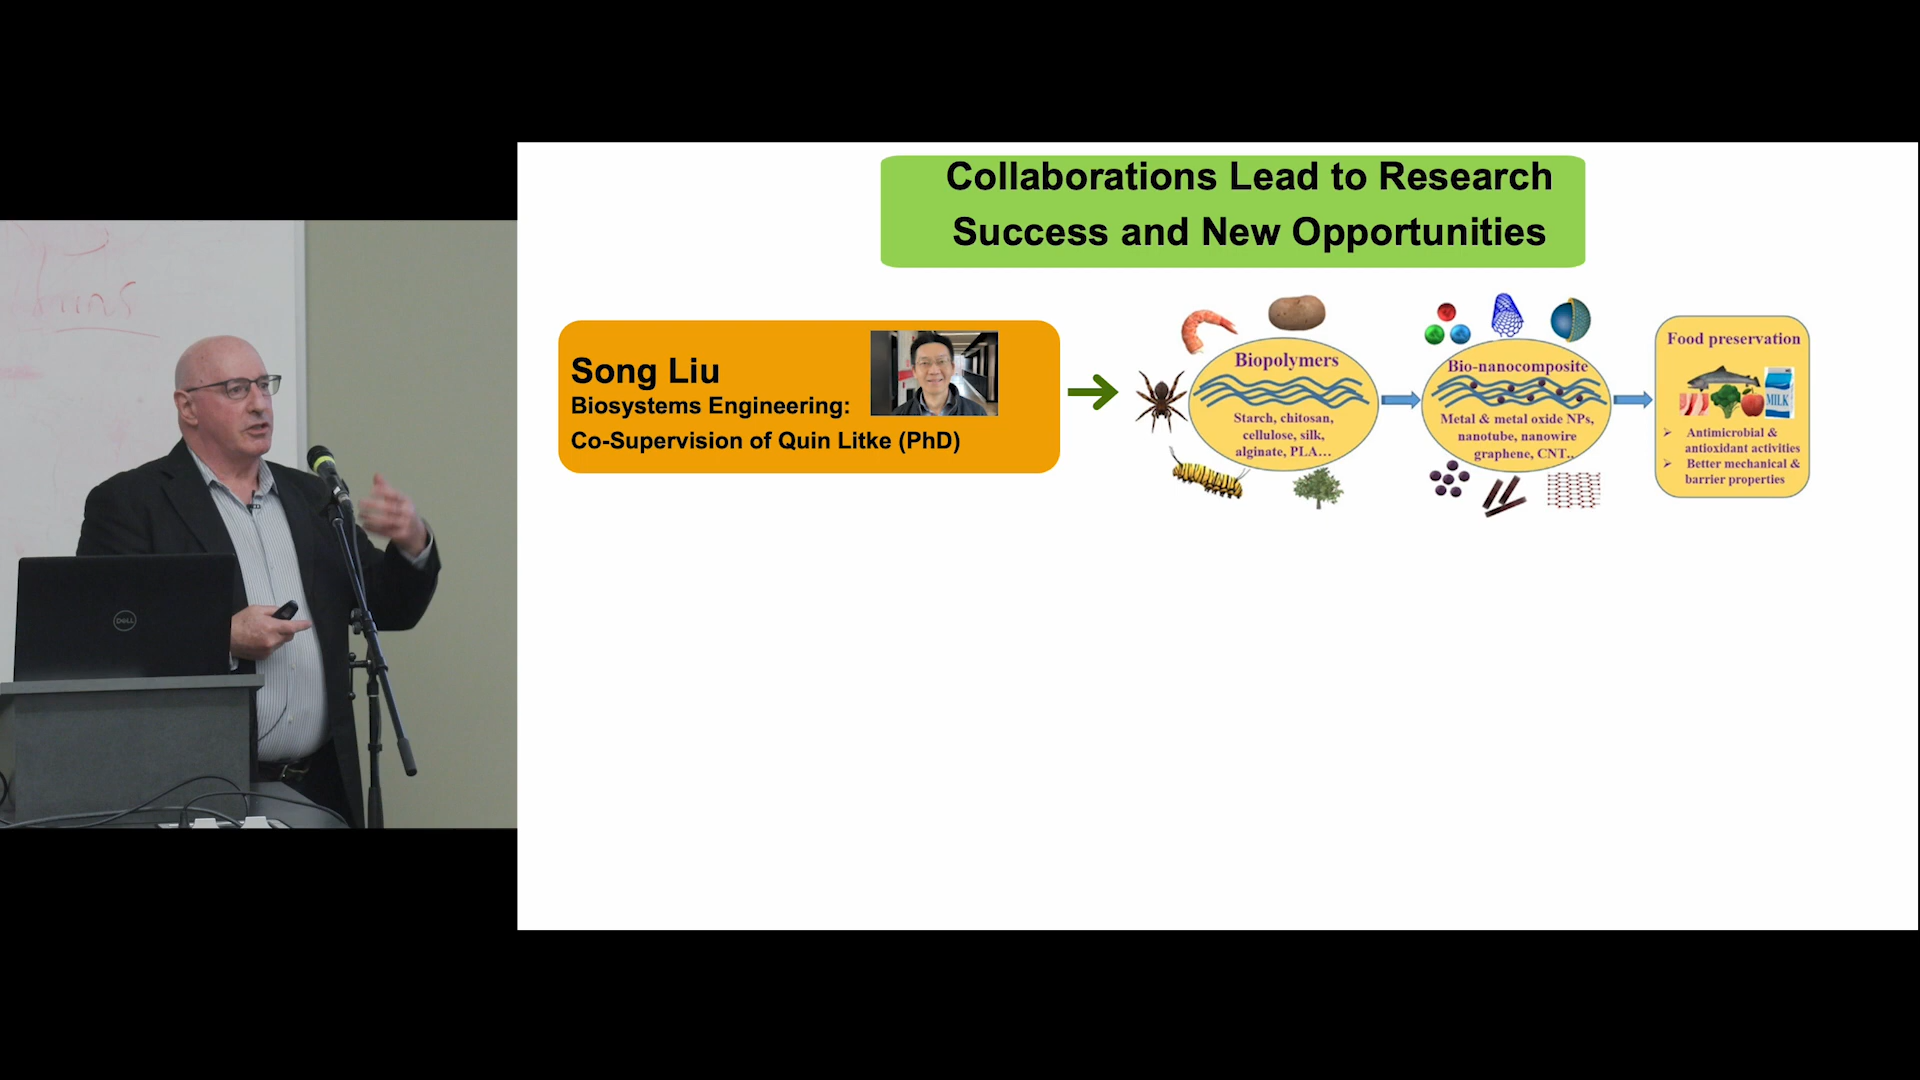 Collaborations Lead to Research
Success and New Opportunities
Song Liu
Biosystems Engineering:
Co-Supervision of Quin Litke (PhD)
Biopolymers
Starch, chitosan,
cellulose, silk,
alginate, PLA...
Bio-nanocomposite
Metal & metal oxide NPs,
nanotube, nanowire
graphene, CNT..
Food preservation
MILK
➢ Antimicrobial &
antioxidant activities
➢ Better mechanical &
barrier properties
DELL